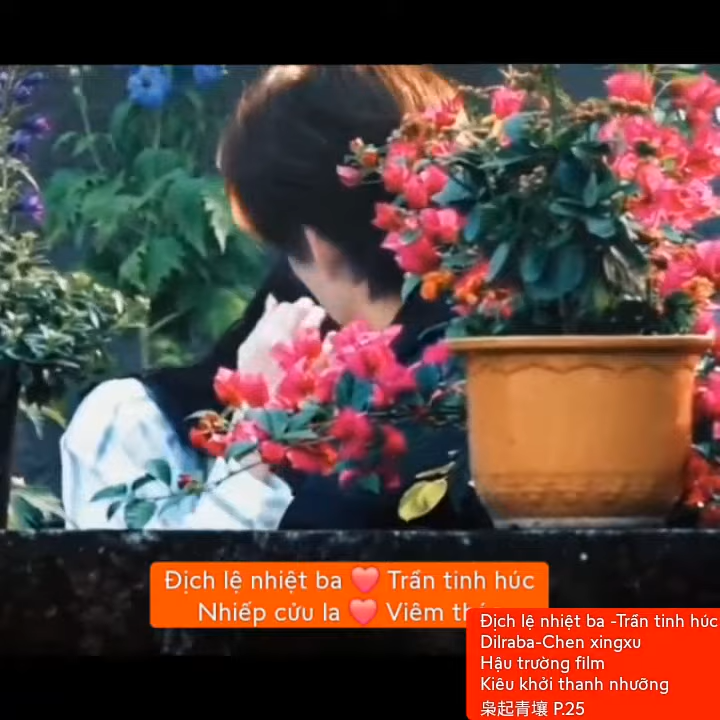 Địch lệ nhiệt ba ❤️ Trần tinh húc
Nhiếp cửu la ❤️ Viêm
Địch lệ nhiệt ba -Trần tinh húc
Dilraba-Chen xingxu
Hậu trường film
Kiêu khởi thanh nhưỡng
枭起青壤 P.25